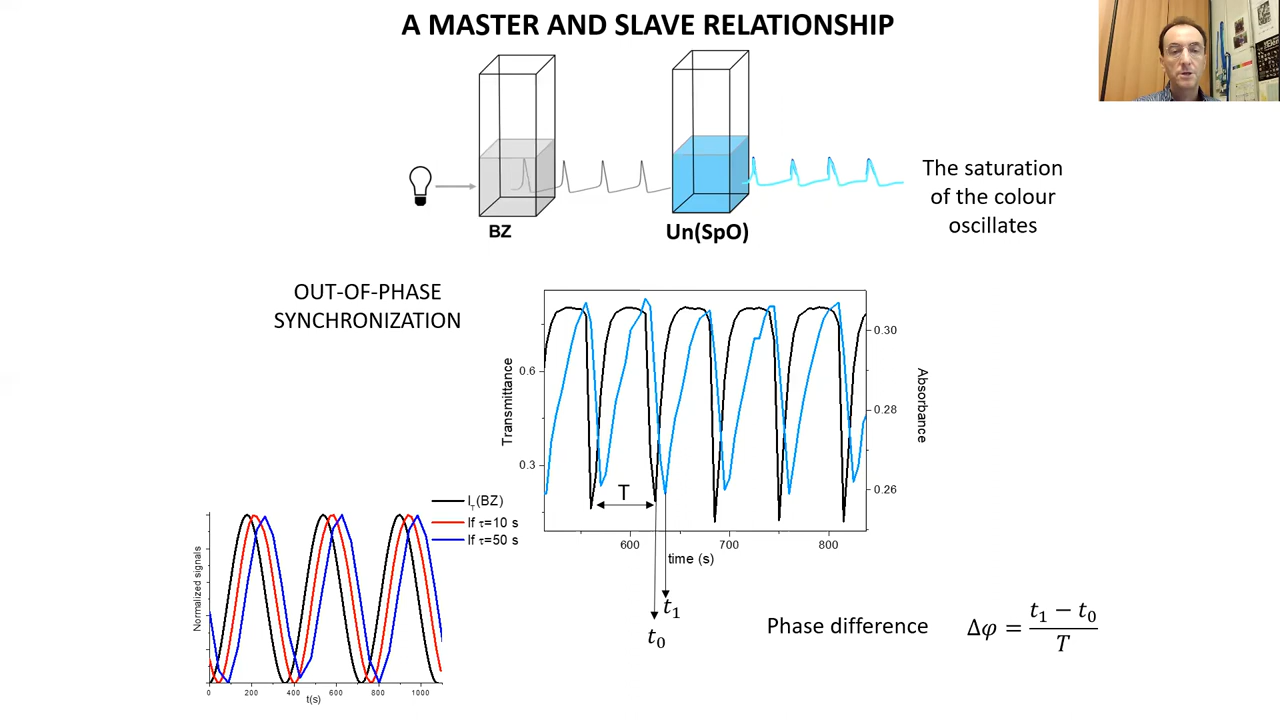 A MASTER AND SLAVE RELATIONSHIP
BZ
Un(SpO)
The saturation
of the colour
oscillates
OUT-OF-PHASE
SYNCHRONIZATION
Transmittance
0.6
0.3
Absorbance
0.30
0.28
0.26
T
600
700
800
time (s)
t₁
t₀
I_T(BZ)
If τ=10 s
If τ=50 s
Normalized signals
0
200
400
600
800
1000
t(s)
Phase difference
Δφ = (t₁ − t₀) / T